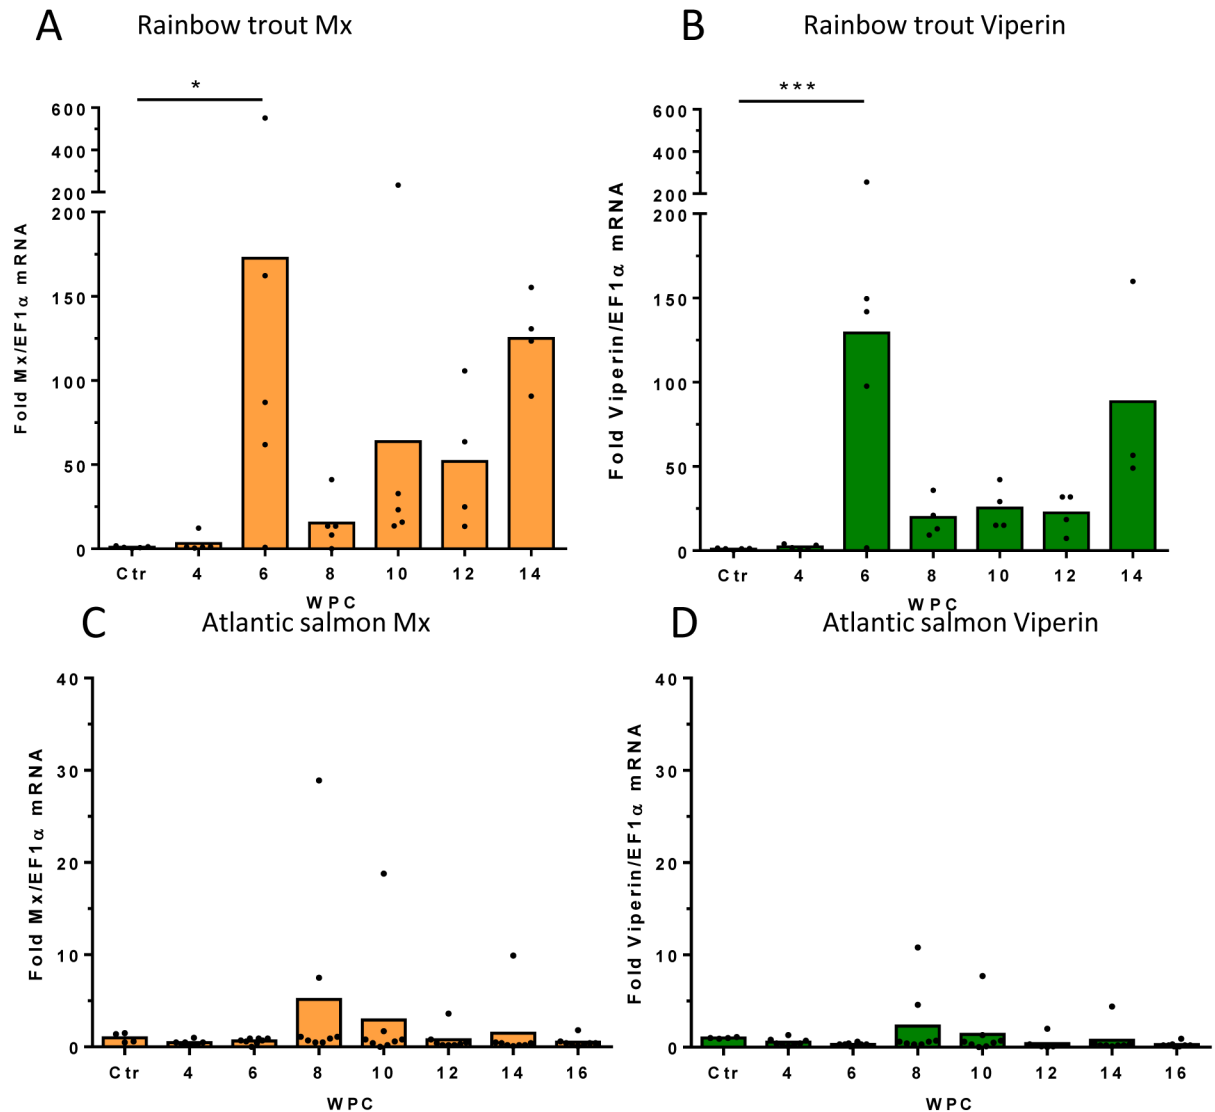 A Rainbow trout Mx
*
600
400
200
200
150
100
50
0
Fold Mx/EF1α mRNA
Ctr 4 6 8 10 12 14
WPC
B Rainbow trout Viperin
***
600
400
200
200
150
100
50
0
Fold Viperin/EF1α mRNA
Ctr 4 6 8 10 12 14
WPC
C Atlantic salmon Mx
40
30
20
10
0
Fold Mx/EF1α mRNA
Ctr 4 6 8 10 12 14 16
WPC
D Atlantic salmon Viperin
40
30
20
10
0
Fold Viperin/EF1α mRNA
Ctr 4 6 8 10 12 14 16
WPC